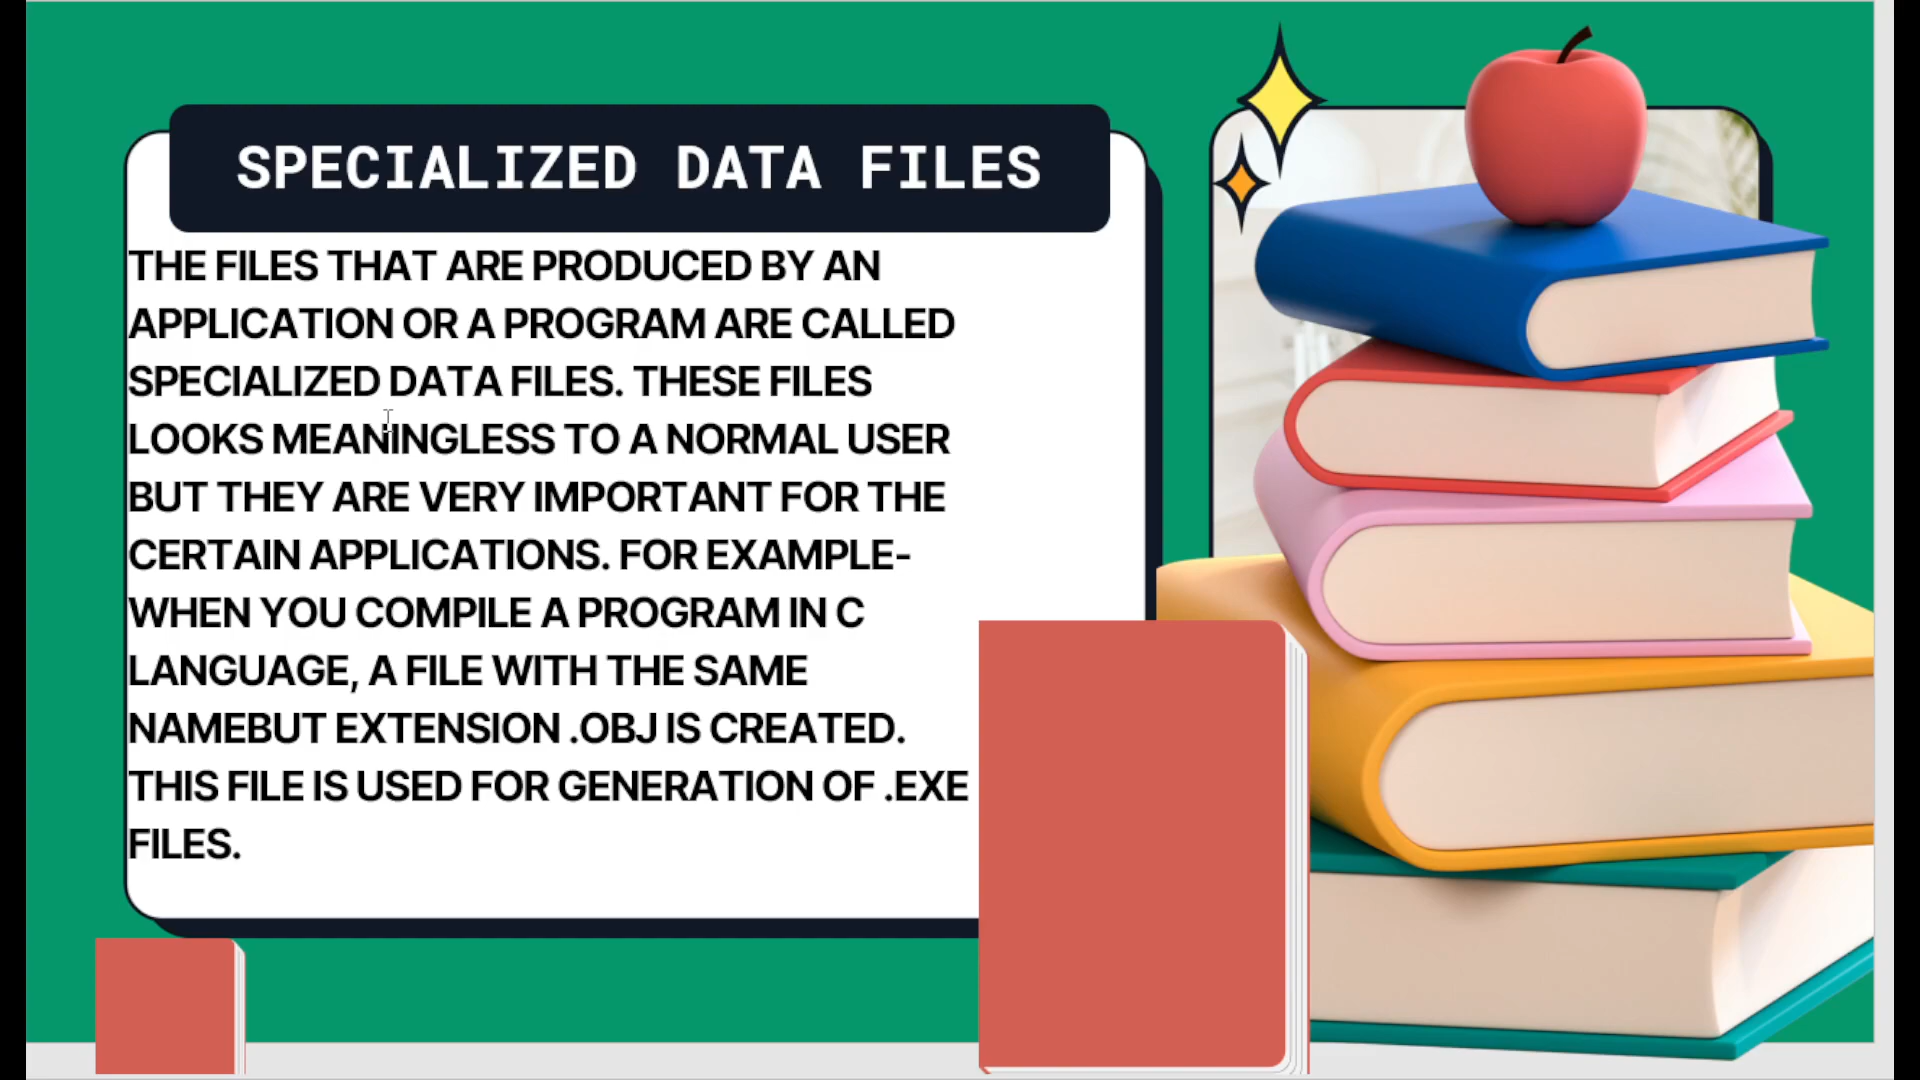 SPECIALIZED DATA FILES
THE FILES THAT ARE PRODUCED BY AN
APPLICATION OR A PROGRAM ARE CALLED
SPECIALIZED DATA FILES. THESE FILES
LOOKS MEANINGLESS TO A NORMAL USER
BUT THEY ARE VERY IMPORTANT FOR THE
CERTAIN APPLICATIONS. FOR EXAMPLE-
WHEN YOU COMPILE A PROGRAM IN C
LANGUAGE, A FILE WITH THE SAME
NAMEBUT EXTENSION .OBJ IS CREATED.
THIS FILE IS USED FOR GENERATION OF .EXE
FILES.